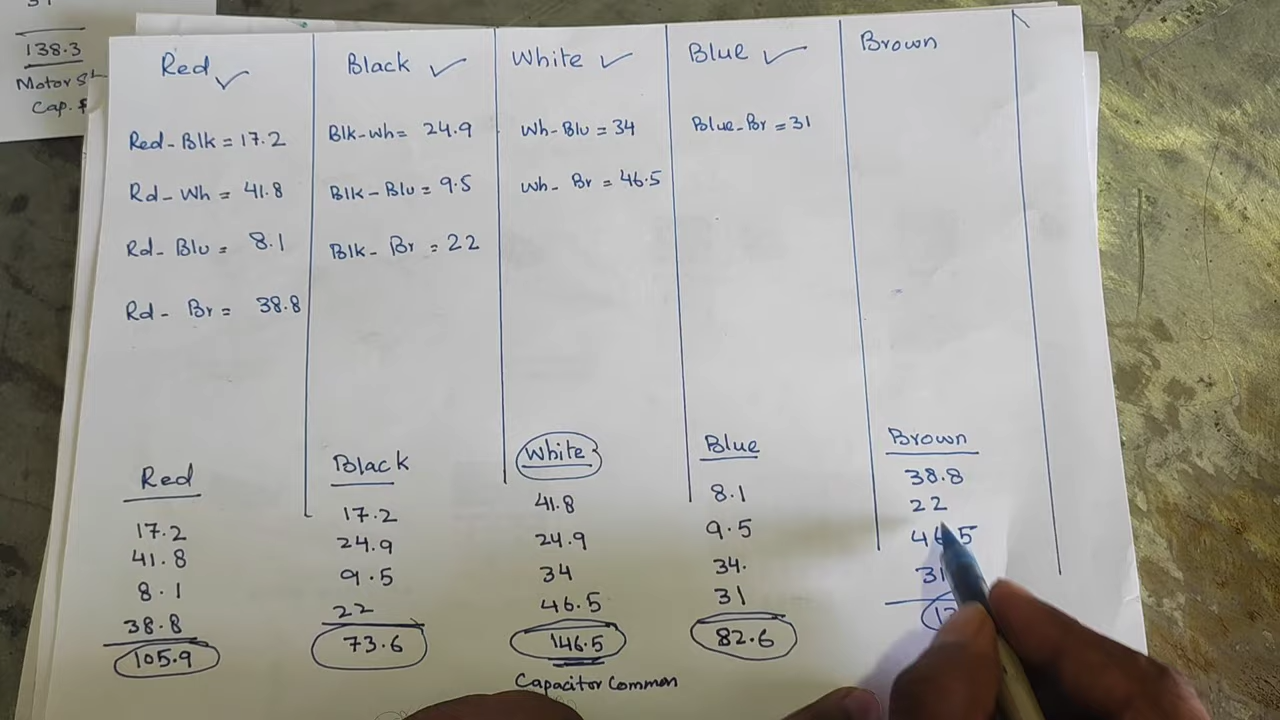 138.3
Motor St
Cap. $
Red
Red-Blk = 17.2
Rd-Wh = 41.8
Rd-Blu = 8.1
Rd-Br = 38.8
Black
Blk-Wh = 24.9
Blk-Blu = 9.5
Blk-Br = 22
White
Wh-Blu = 34
Wh-Br = 46.5
Blue
Blue-Br = 31
Brown
Red
17.2
41.8
8.1
38.8
105.9
Black
17.2
24.9
9.5
22
73.6
White
41.8
24.9
34
46.5
146.5
Capacitor Common
Blue
8.1
9.5
34.
31
82.6
Brown
38.8
22
46.5
31